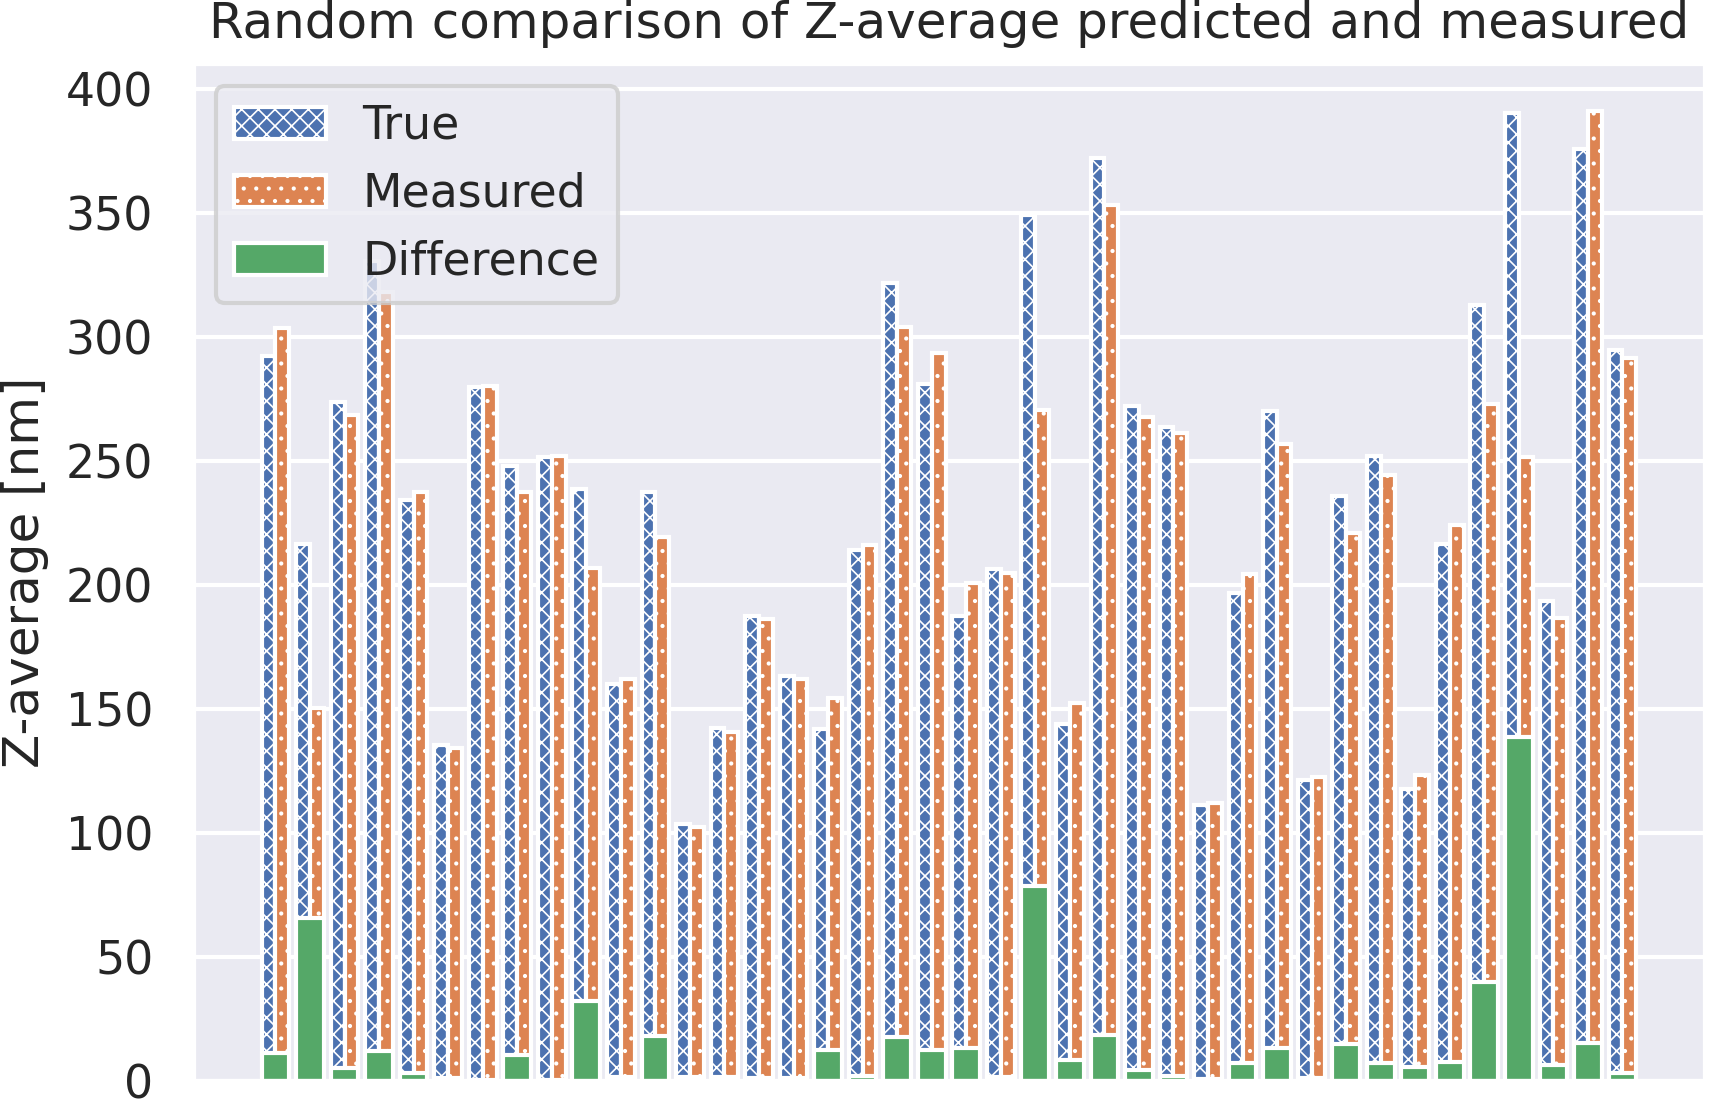 Random comparison of Z-average predicted and measured
Z-average [nm]
400
350
300
250
200
150
100
50
0
True
Measured
Difference